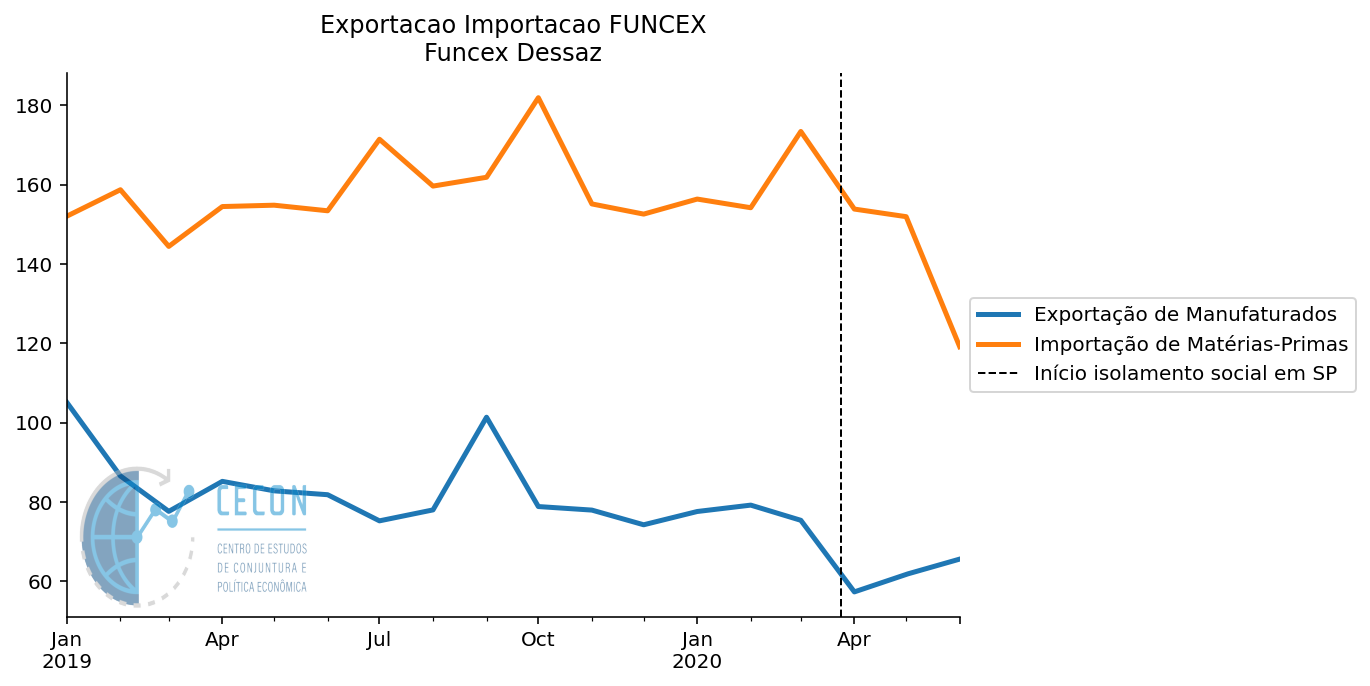 Exportacao Importacao FUNCEX
Funcex Dessaz
180
160
140
120
100
80
60
Jan
2019
Apr
Jul
Oct
Jan
2020
Apr
Exportação de Manufaturados
Importação de Matérias-Primas
Início isolamento social em SP
CECON
CENTRO DE ESTUDOS
DE CONJUNTURA E
POLÍTICA ECONÔMICA